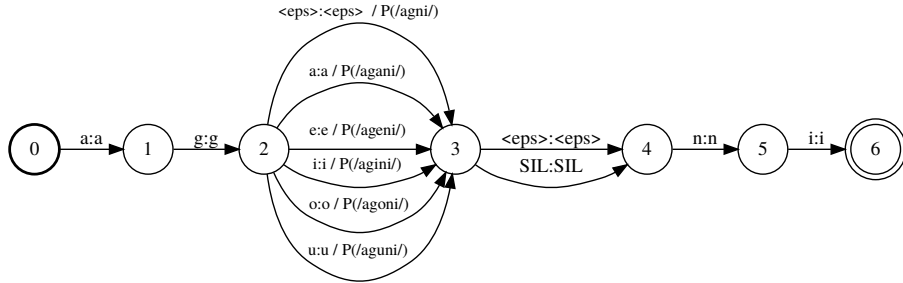 <eps>:<eps> / P(/agni/)
a:a / P(/agani/)
e:e / P(/ageni/)
i:i / P(/agini/)
o:o / P(/agoni/)
u:u / P(/aguni/)
0
a:a
1
g:g
2
3
<eps>:<eps>
SIL:SIL
4
n:n
5
i:i
6